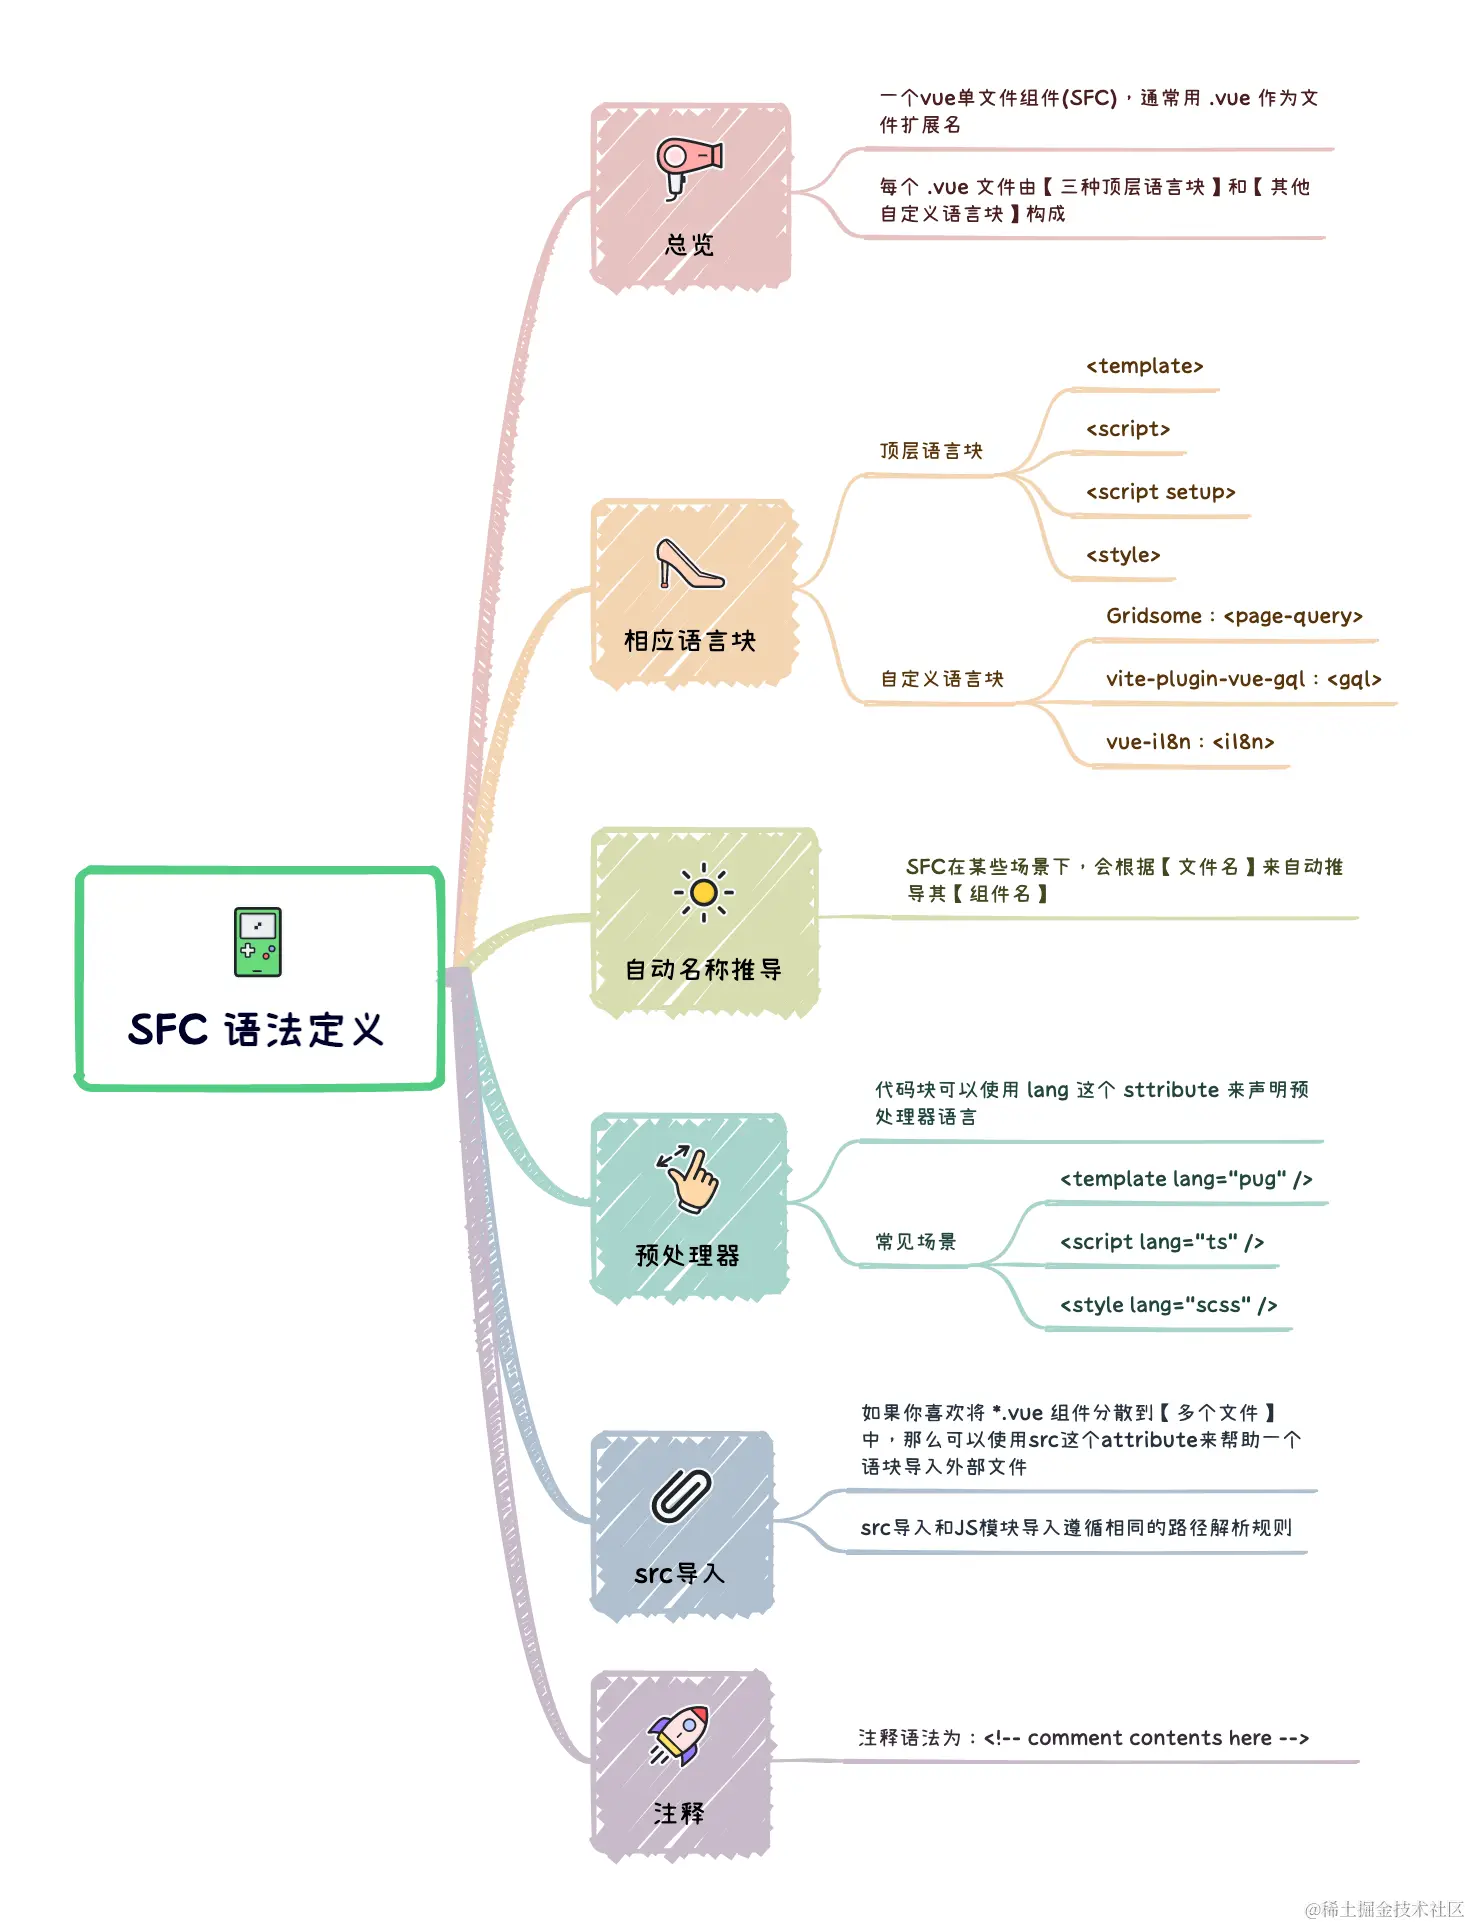 SFC 语法定义
总览
一个vue单文件组件(SFC)，通常用 .vue 作为文
件扩展名
每个 .vue 文件由【三种顶层语言块】和【其他
自定义语言块】构成
相应语言块
顶层语言块
<template>
<script>
<script setup>
<style>
自定义语言块
Gridsome：<page-query>
vite-plugin-vue-gql：<gql>
vue-i18n：<i18n>
自动名称推导
SFC在某些场景下，会根据【文件名】来自动推
导其【组件名】
预处理器
代码块可以使用 lang 这个 sttribute 来声明预
处理器语言
常见场景
<template lang="pug" />
<script lang="ts" />
<style lang="scss" />
src导入
如果你喜欢将 *.vue 组件分散到【多个文件】
中，那么可以使用src这个attribute来帮助一个
语块导入外部文件
src导入和JS模块导入遵循相同的路径解析规则
注释
注释语法为：<!-- comment contents here -->
@稀土掘金技术社区